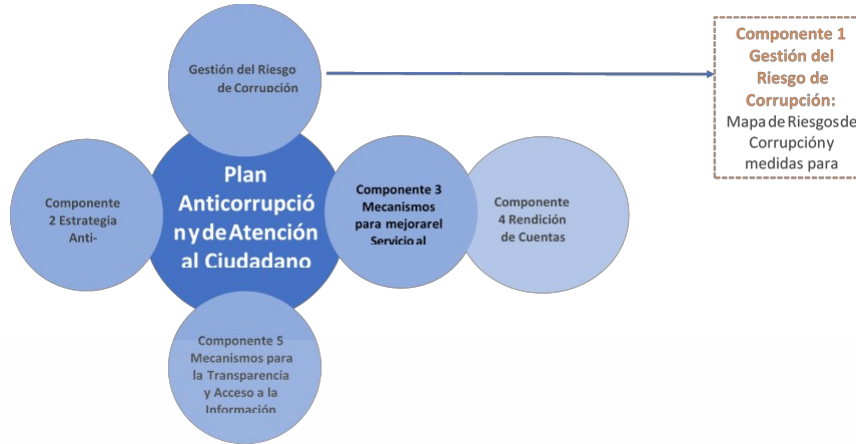 Gestión del Riesgo
de Corrupción
Componente 1
Gestión del
Riesgo de
Corrupción:
Mapa de Riesgos de
Corrupción y
medidas para
Componente
2 Estrategia
Anti-
Plan
Anticorrupció
n y de Atención
al Ciudadano
Componente 3
Mecanismos
para mejorar el
Servicio al
Componente
4 Rendición
de Cuentas
Componente 5
Mecanismos para
la Transparencia
y Acceso a la
Información